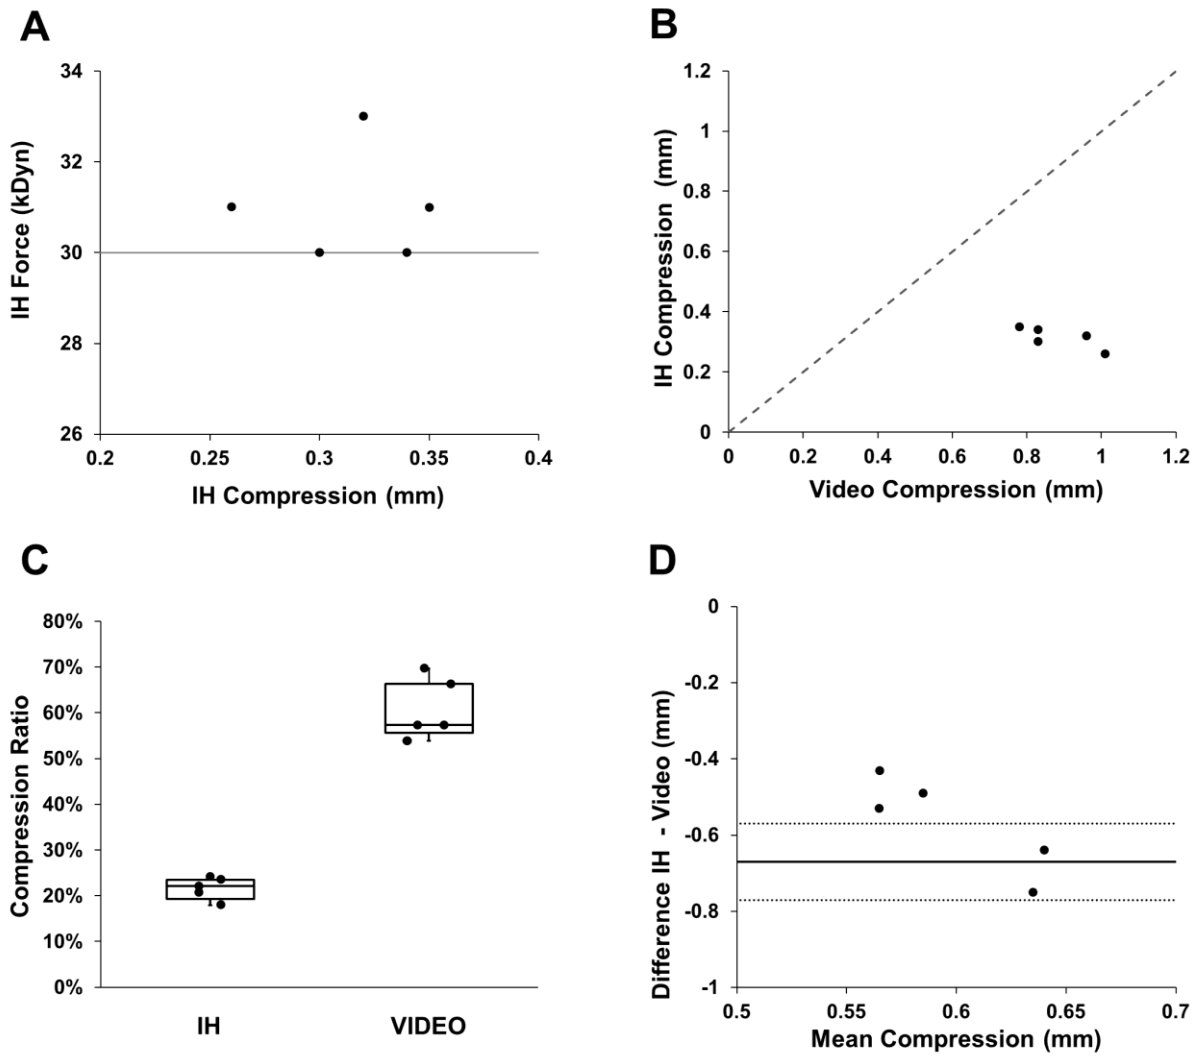 A
34
32
30
28
26
0.2 0.25 0.3 0.35 0.4
IH Force (kDyn)
IH Compression (mm)
B
1.2
1
0.8
0.6
0.4
0.2
0
0 0.2 0.4 0.6 0.8 1 1.2
IH Compression (mm)
Video Compression (mm)
C
80%
70%
60%
50%
40%
30%
20%
10%
0%
Compression Ratio
IH VIDEO
D
0
-0.2
-0.4
-0.6
-0.8
-1
0.5 0.55 0.6 0.65 0.7
Difference IH - Video (mm)
Mean Compression (mm)